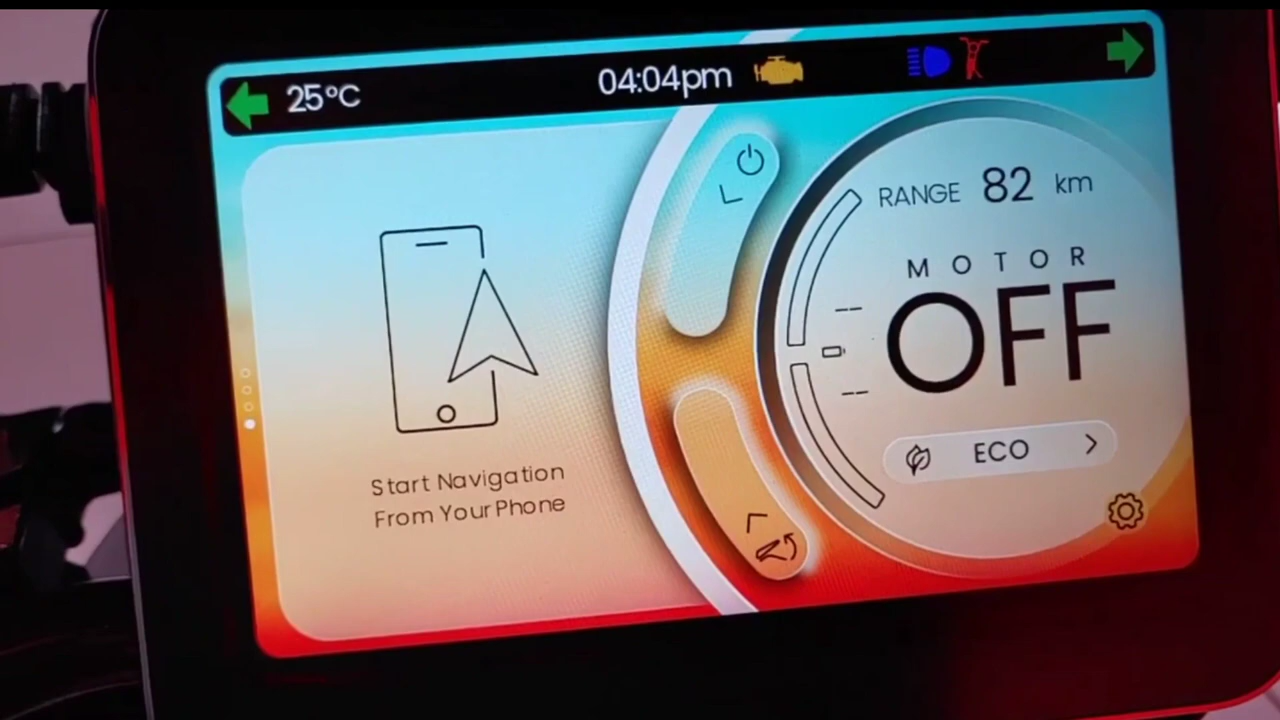 25°C
04:04pm
RANGE 82 km
MOTOR
OFF
--
--
ECO
Start Navigation
From Your Phone